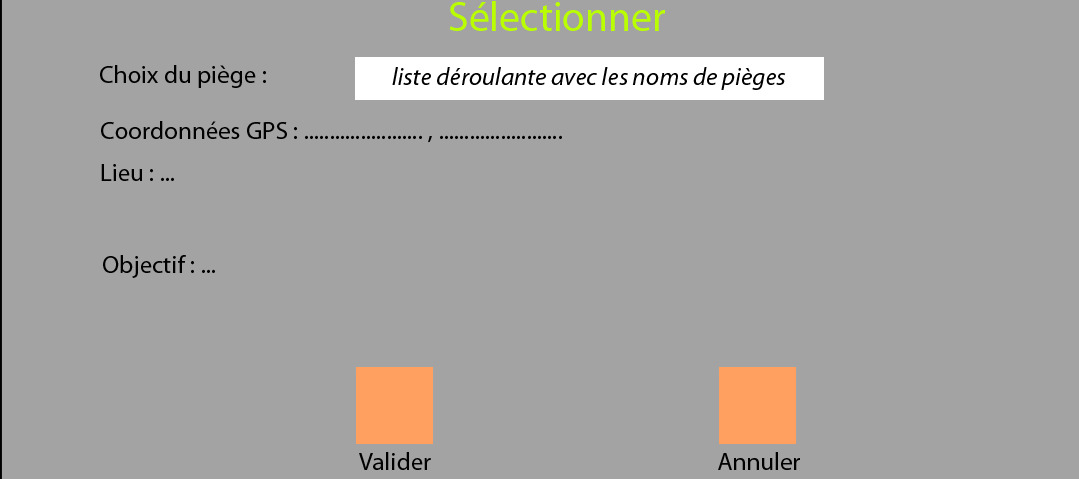 Sélectionner
Choix du piège : liste déroulante avec les noms de pièges
Coordonnées GPS : ....................... , ........................
Lieu : ...
Objectif : ...
Valider Annuler